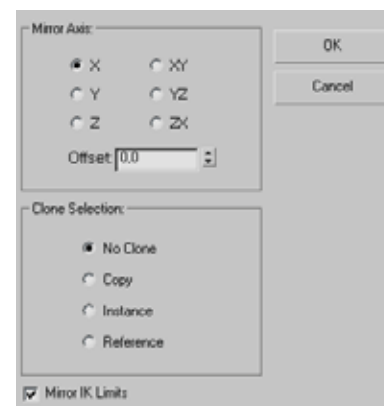 Mirror Axis:
X
XY
Y
YZ
Z
ZX
Offset: 0,0
Clone Selection:
No Clone
Copy
Instance
Reference
Mirror IK Limits
OK
Cancel